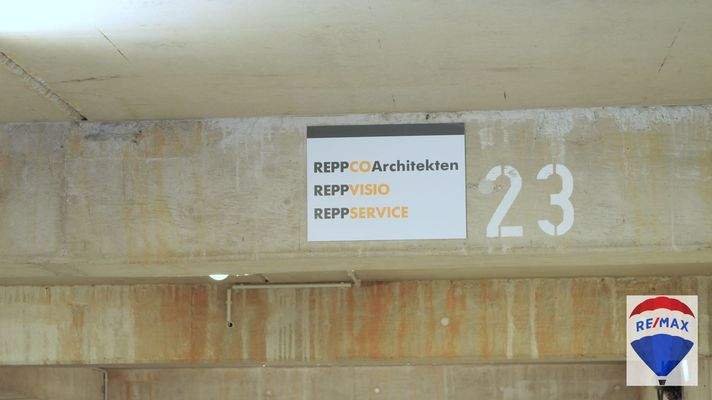 REPPCOArchitekten
REPPVISIO
REPPSERVICE
23
RE/MAX